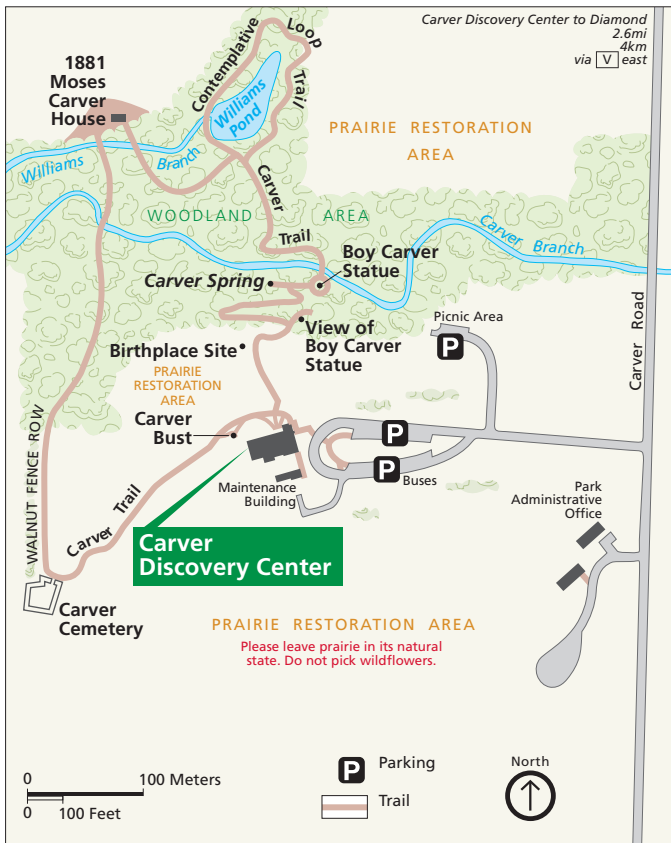 Carver Discovery Center to Diamond
2.6mi
4km
via V east
Contemplative Loop Trail
1881
Moses
Carver
House
Williams
Pond
PRAIRIE RESTORATION
AREA
Williams Branch
Carver Trail
WOODLAND AREA
Carver Branch
Boy Carver
Statue
Carver Spring
View of
Boy Carver
Statue
Picnic Area
P
Carver Road
Birthplace Site
PRAIRIE
RESTORATION
AREA
Carver
Bust
P
P
Buses
Maintenance
Building
Park
Administrative
Office
WALNUT FENCE ROW
Carver Trail
Carver
Discovery Center
Carver
Cemetery
PRAIRIE RESTORATION AREA
Please leave prairie in its natural
state. Do not pick wildflowers.
0 100 Meters
0 100 Feet
P Parking
Trail
North